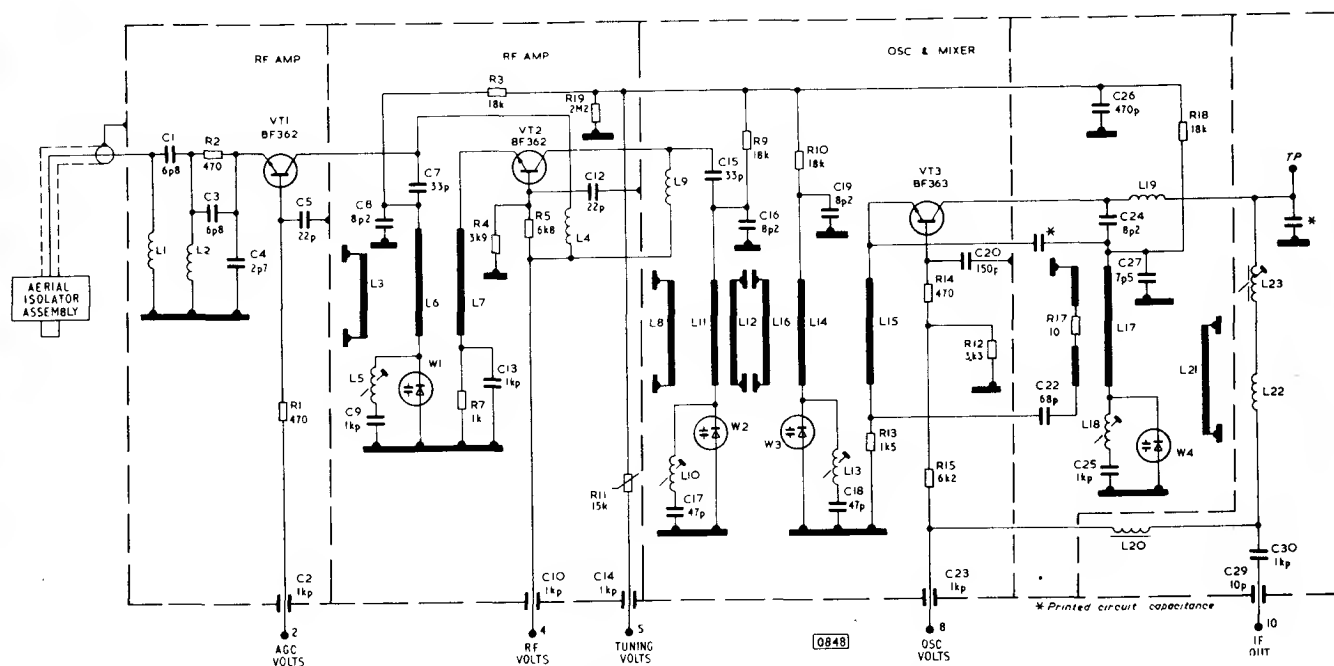 RF AMP
RF AMP
OSC & MIXER
R3
18k
R19
2M2
C26
470p
R18
18k
VT1
BF362
VT2
BF362
R9
18k
R10
18k
C1
6p8
R2
470
C7
33p
C15
33p
VT3
BF363
TP
L19
C3
6p8
C5
22p
C8
8p2
R4
3k9
R5
6k8
C12
22p
L9
C16
8p2
C19
8p2
C24
8p2
*
*
L1
L2
C4
2p7
L4
C20
150p
R14
470
C27
7p5
L23
AERIAL
ISOLATOR
ASSEMBLY
L3
L6
L7
L8
L11
L12
L16
L14
L15
R17
10
L17
R12
3k3
L21
L22
L5
W1
C13
1kp
C9
1kp
R7
1k
R1
470
W2
W3
R13
1k5
C22
68p
L18
W4
L10
L13
C17
47p
C18
47p
R15
6k2
C25
1kp
R11
15k
L20
C30
1kp
C2
1kp
C10
1kp
C14
1kp
C23
1kp
C29
10p
* Printed circuit capacitance
2
AGC
VOLTS
4
RF
VOLTS
5
TUNING
VOLTS
0848
8
OSC
VOLTS
10
IF
OUT